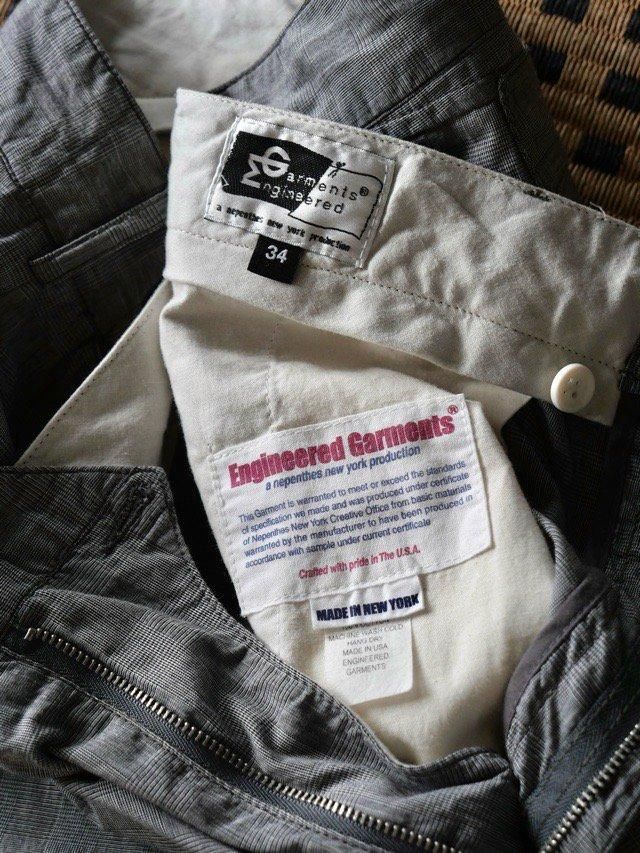 Garments®
Engineered
a nepenthes new york production
34
Engineered Garments®
a nepenthes new york production
This Garment is warranted to meet or exceed the standards
of specification we made and was produced under certificate
of Nepenthes New York Creative Office from basic materials
warranted by the manufacturer to have been produced in
accordance with sample under current certificate
Crafted with pride in The U.S.A.
MADE IN NEW YORK
MACHINE WASH COLD
HANG DRY
MADE IN USA
ENGINEERED
GARMENTS